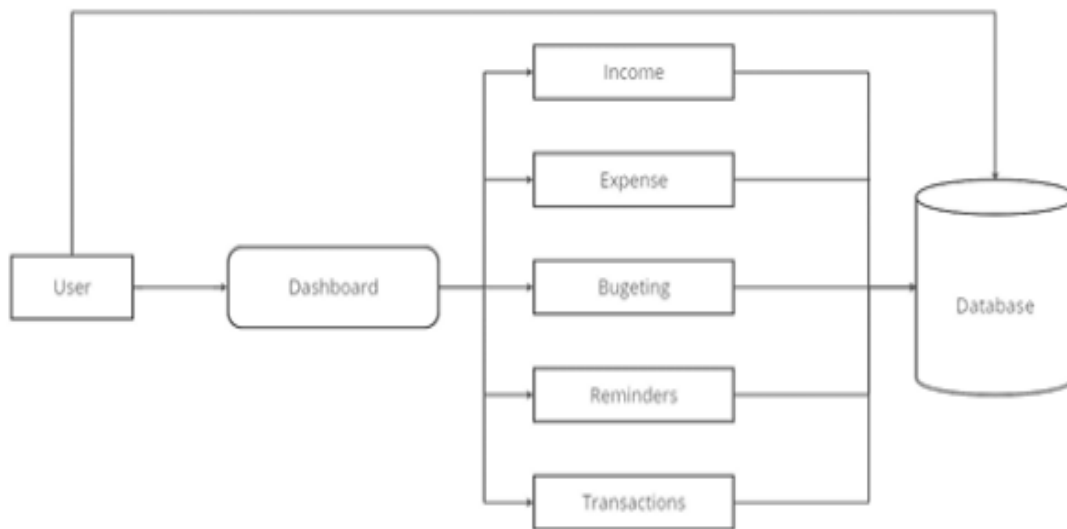 Income
Expense
User
Dashboard
Bugeting
Database
Reminders
Transactions